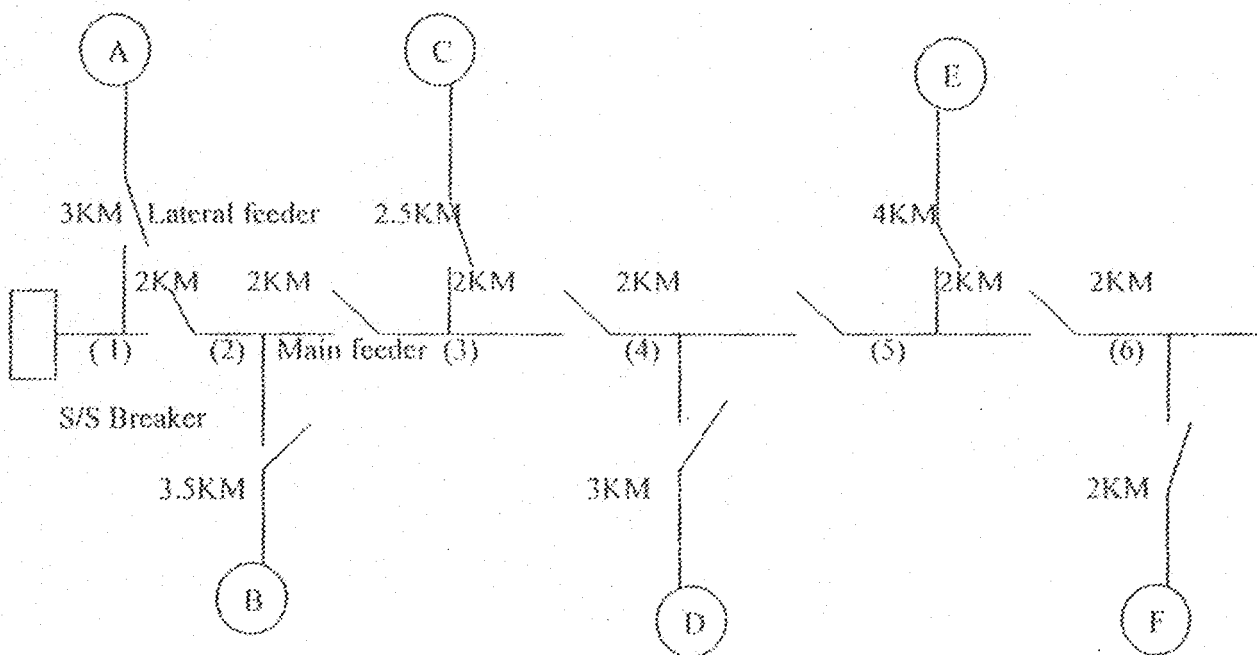 A
C
E
3KM Lateral feeder
2.5KM
4KM
2KM
2KM
2KM
2KM
2KM
2KM
(1)
(2)
Main feeder
(3)
(4)
(5)
(6)
S/S Breaker
3.5KM
3KM
2KM
B
D
F